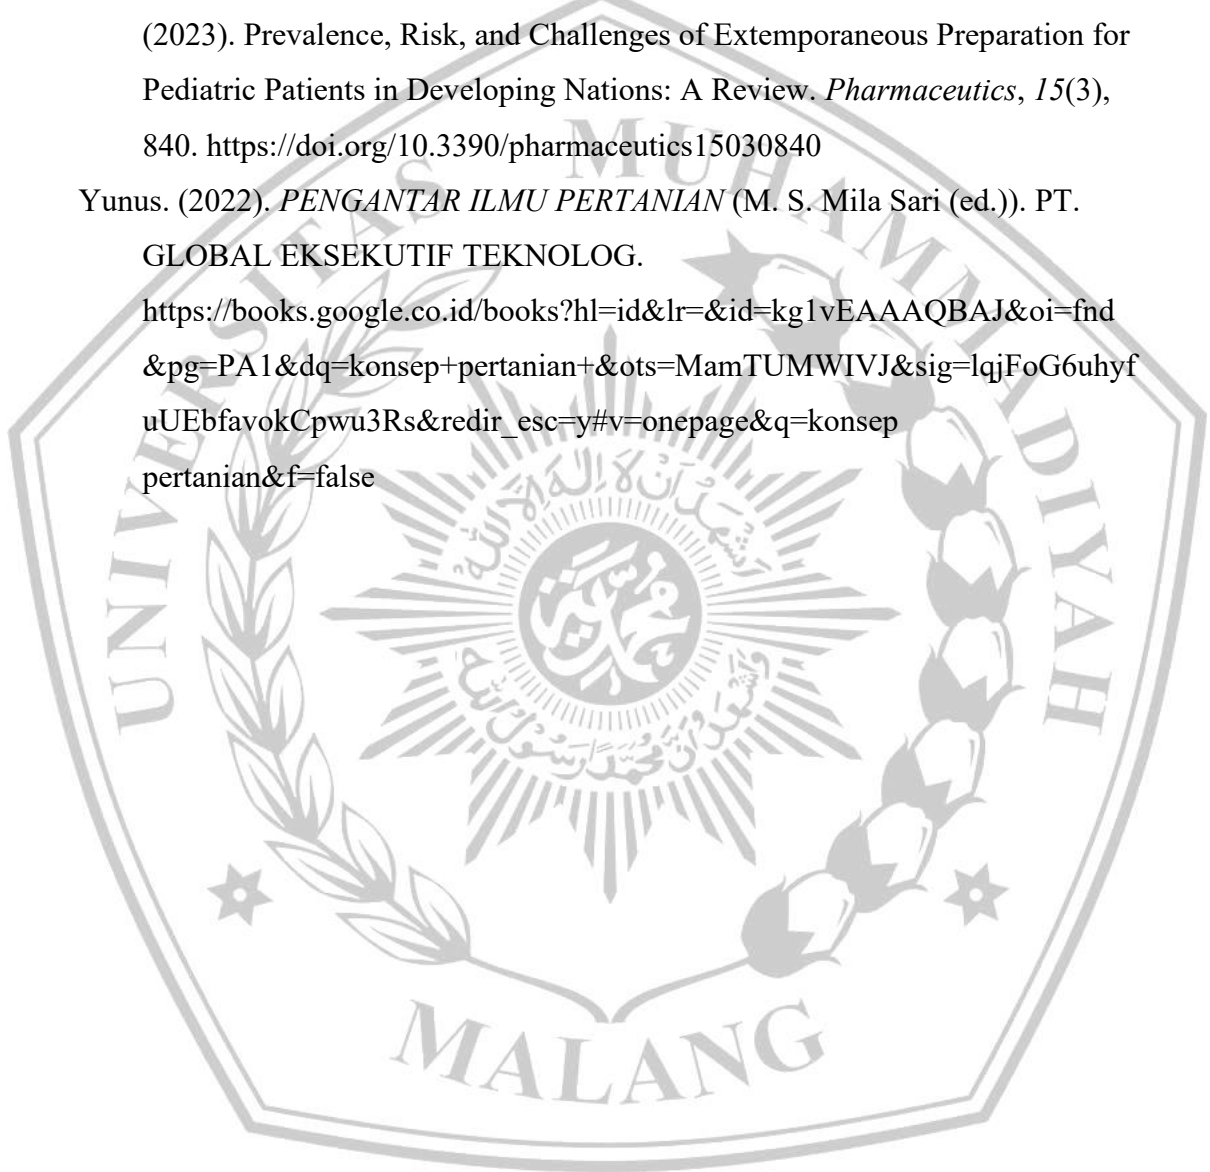 (2023). Prevalence, Risk, and Challenges of Extemporaneous Preparation for
Pediatric Patients in Developing Nations: A Review. Pharmaceutics, 15(3),
840. https://doi.org/10.3390/pharmaceutics15030840
Yunus. (2022). PENGANTAR ILMU PERTANIAN (M. S. Mila Sari (ed.)). PT.
GLOBAL EKSEKUTIF TEKNOLOG.
https://books.google.co.id/books?hl=id&lr=&id=kg1vEAAAQBAJ&oi=fnd
&pg=PA1&dq=konsep+pertanian+&ots=MamTUMWIVJ&sig=lqjFoG6uhyf
uUEbfavokCpwu3Rs&redir_esc=y#v=onepage&q=konsep
pertanian&f=false
UNIVERSITAS MUHAMMADIYAH
MALANG